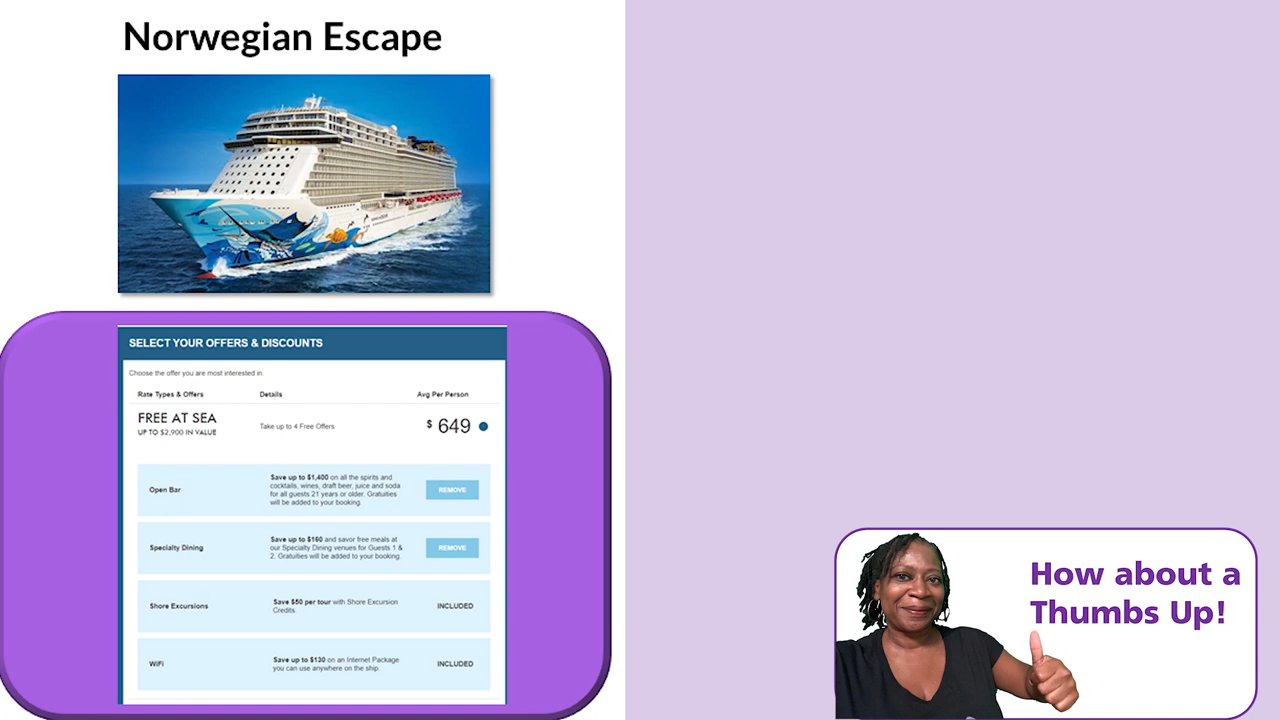 Norwegian Escape
SELECT YOUR OFFERS & DISCOUNTS
Choose the offer you are most interested in.
Rate Types & Offers Details Avg Per Person
FREE AT SEA
UP TO $2,900 IN VALUE
Take up to 4 Free Offers
$ 649
Open Bar
Save up to $1,400 on all the spirits and
cocktails, wines, draft beer, juice and soda
for all guests 21 years or older. Gratuities
will be added to your booking.
REMOVE
Specialty Dining
Save up to $160 and savor free meals at
our Specialty Dining venues for Guests 1 &
2. Gratuities will be added to your booking.
REMOVE
Shore Excursions
Save $50 per tour with Shore Excursion
Credits.
INCLUDED
WiFi
Save up to $130 on an Internet Package
you can use anywhere on the ship.
INCLUDED
How about a
Thumbs Up!